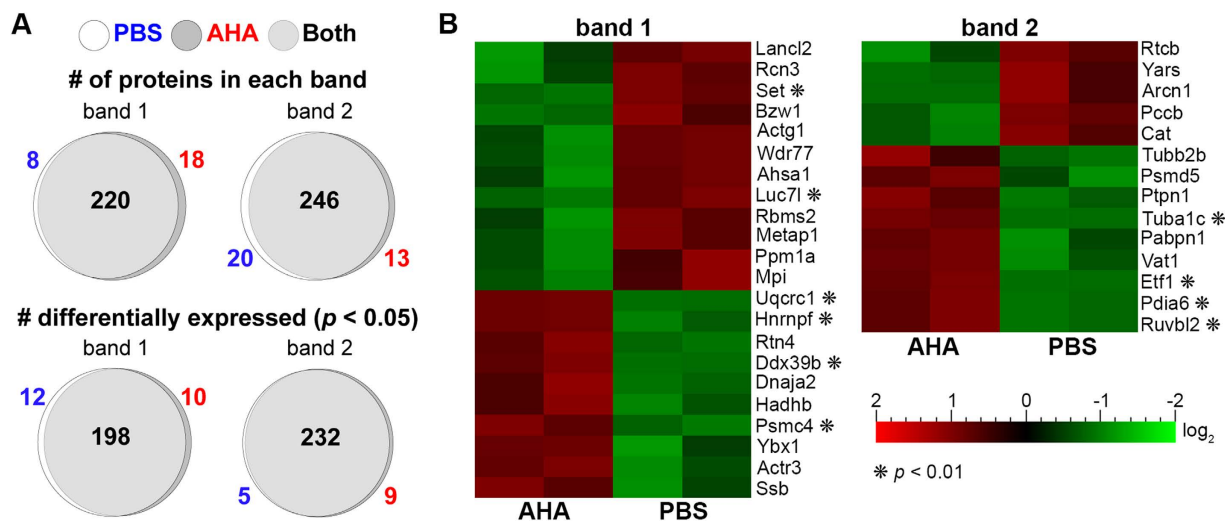 A
PBS AHA Both
# of proteins in each band
band 1 band 2
8 18
220 246
20 13
# differentially expressed (p < 0.05)
band 1 band 2
12 10
198 232
5 9
B
band 1
Lancl2
Rcn3
Set ⁕
Bzw1
Actg1
Wdr77
Ahsa1
Luc7l ⁕
Rbms2
Metap1
Ppm1a
Mpi
Uqcrc1 ⁕
Hnrnpf ⁕
Rtn4
Ddx39b ⁕
Dnaja2
Hadhb
Psmc4 ⁕
Ybx1
Actr3
Ssb
AHA PBS
band 2
Rtcb
Yars
Arcn1
Pccb
Cat
Tubb2b
Psmd5
Ptpn1
Tuba1c ⁕
Pabpn1
Vat1
Etf1 ⁕
Pdia6 ⁕
Ruvbl2 ⁕
AHA PBS
2 1 0 -1 -2
log2
⁕ p < 0.01